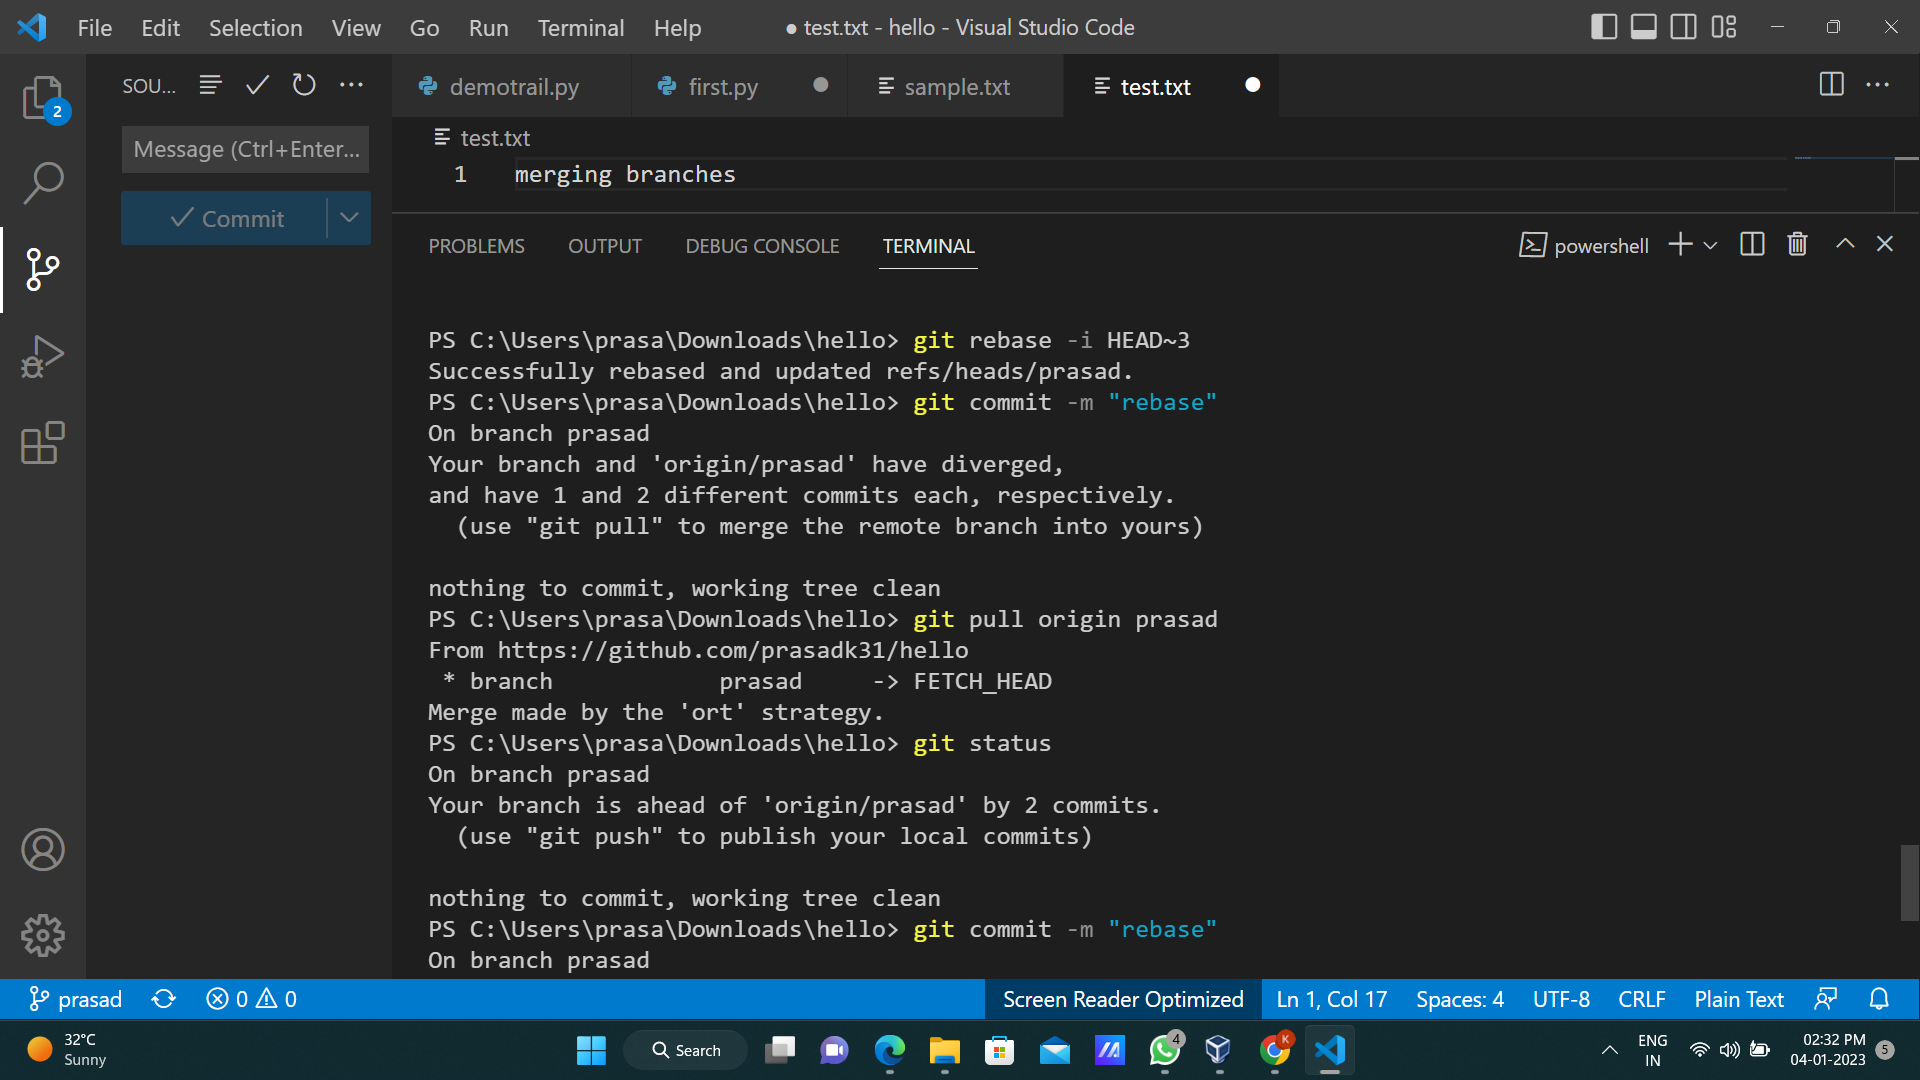 File Edit Selection View Go Run Terminal Help
● test.txt - hello - Visual Studio Code
2
SOU...
Message (Ctrl+Enter...
Commit
demotrail.py
first.py
sample.txt
test.txt
test.txt
1 merging branches
PROBLEMS OUTPUT DEBUG CONSOLE TERMINAL
powershell
PS C:\Users\prasa\Downloads\hello> git rebase -i HEAD~3
Successfully rebased and updated refs/heads/prasad.
PS C:\Users\prasa\Downloads\hello> git commit -m "rebase"
On branch prasad
Your branch and 'origin/prasad' have diverged,
and have 1 and 2 different commits each, respectively.
  (use "git pull" to merge the remote branch into yours)
nothing to commit, working tree clean
PS C:\Users\prasa\Downloads\hello> git pull origin prasad
From https://github.com/prasadk31/hello
 * branch            prasad     -> FETCH_HEAD
Merge made by the 'ort' strategy.
PS C:\Users\prasa\Downloads\hello> git status
On branch prasad
Your branch is ahead of 'origin/prasad' by 2 commits.
  (use "git push" to publish your local commits)
nothing to commit, working tree clean
PS C:\Users\prasa\Downloads\hello> git commit -m "rebase"
On branch prasad
prasad 0 0
Screen Reader Optimized Ln 1, Col 17 Spaces: 4 UTF-8 CRLF Plain Text
32°C
Sunny
Search
4
K
ENG
IN
02:32 PM
04-01-2023
5